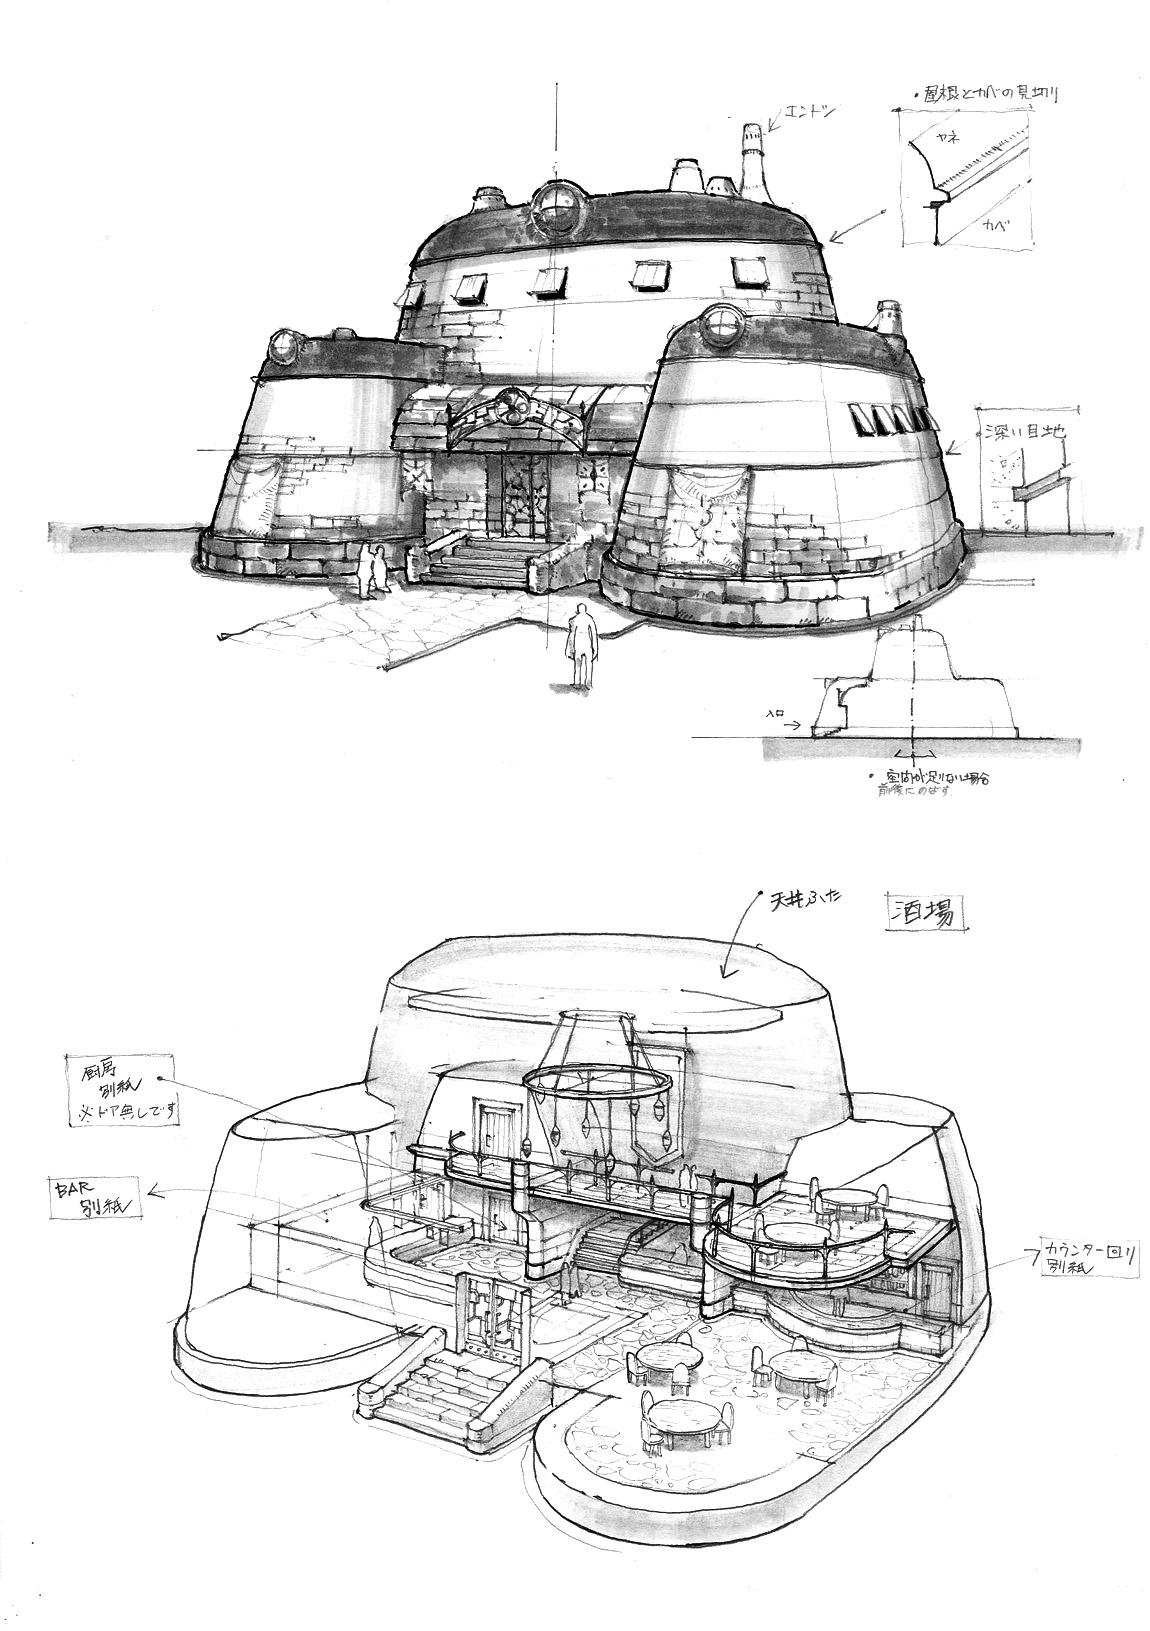 ・屋根とカベの見切り
エントツ
ヤネ
カベ
深い目地
入口
・空間が足りない場合
前後にのばす
天井ふた
酒場
厨房
別紙
※ドア無しです
BAR
別紙
カウンター回り
別紙